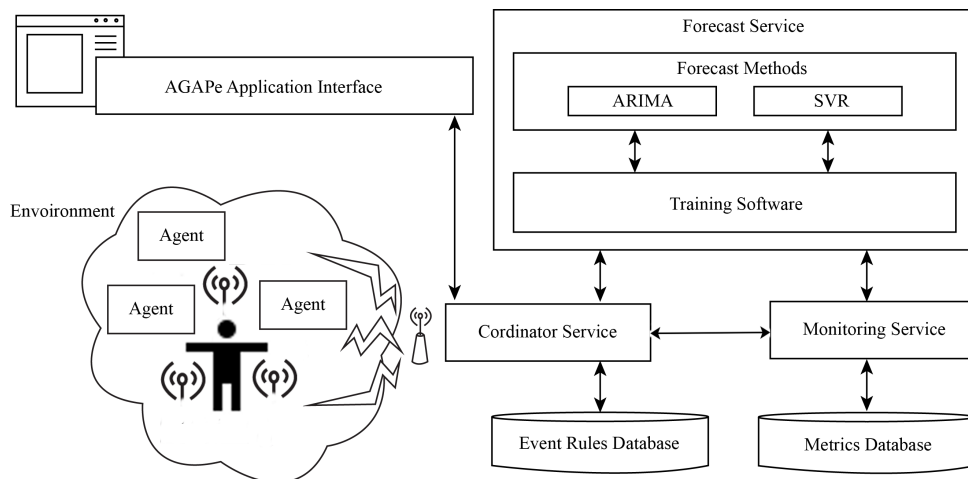 Forecast Service
AGAPe Application Interface
Forecast Methods
ARIMA
SVR
Training Software
Envoironment
Agent
Agent
Agent
Cordinator Service
Monitoring Service
Event Rules Database
Metrics Database